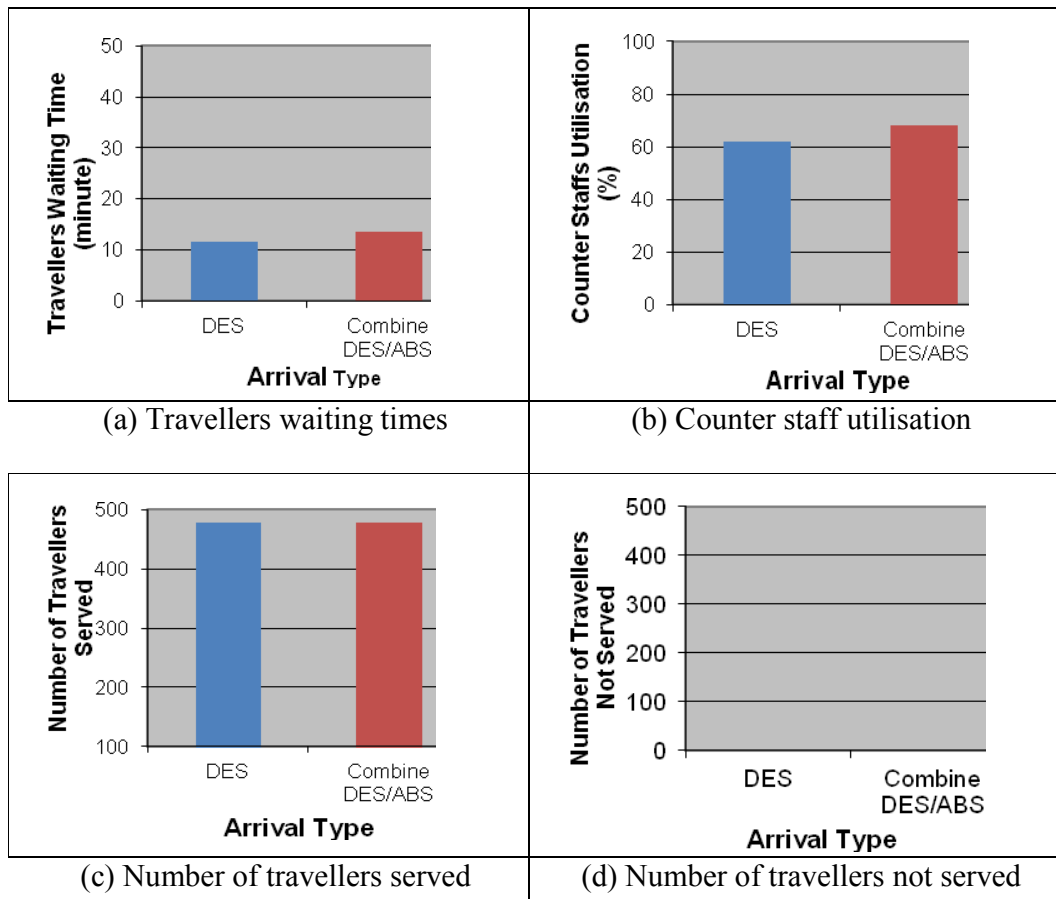 Travellers Waiting Time
(minute)
50
40
30
20
10
0
DES
Combine
DES/ABS
Arrival Type
(a) Travellers waiting times
Counter Staffs Utilisation
(%)
100
80
60
40
20
0
DES
Combine
DES/ABS
Arrival Type
(b) Counter staff utilisation
Number of Travellers
Served
500
400
300
200
100
DES
Combine
DES/ABS
Arrival Type
(c) Number of travellers served
Number of Travellers
Not Served
500
400
300
200
100
0
DES
Combine
DES/ABS
Arrival Type
(d) Number of travellers not served